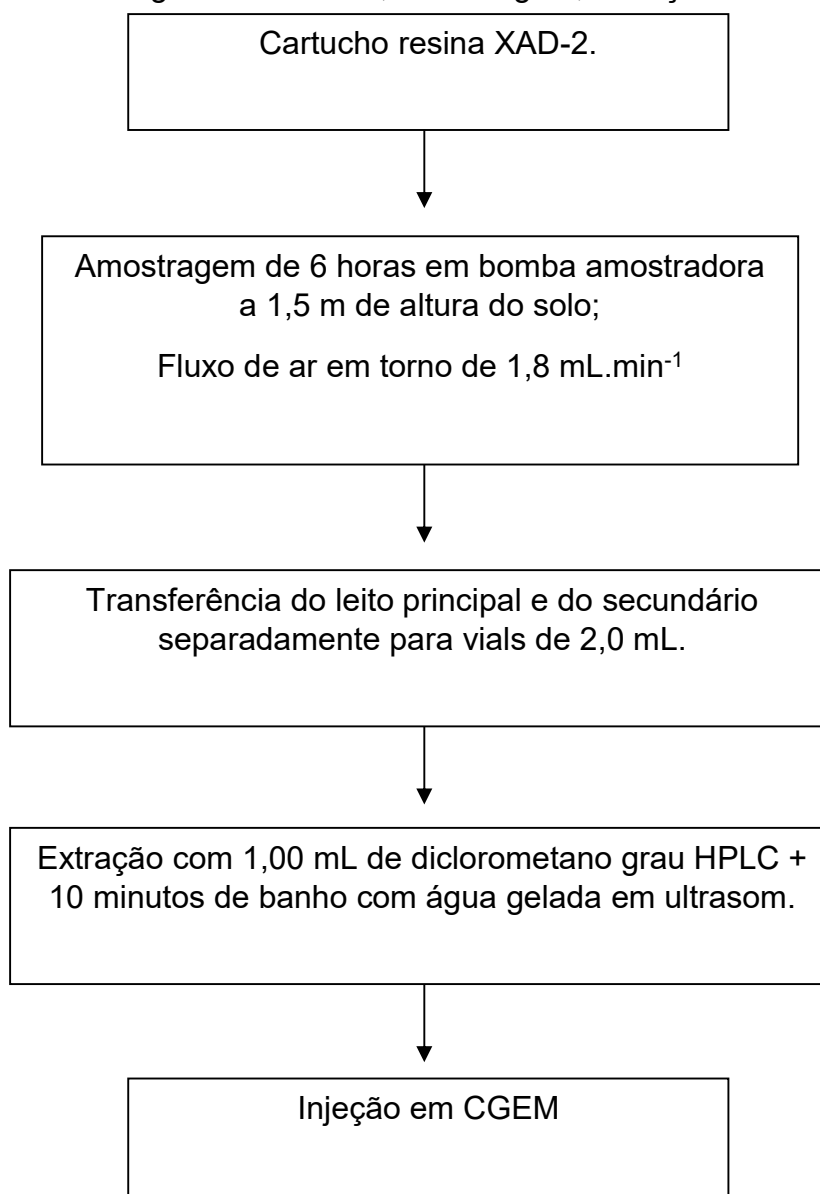 Cartucho resina XAD-2.
Amostragem de 6 horas em bomba amostradora
a 1,5 m de altura do solo;
Fluxo de ar em torno de 1,8 mL.min⁻¹
Transferência do leito principal e do secundário
separadamente para vials de 2,0 mL.
Extração com 1,00 mL de diclorometano grau HPLC +
10 minutos de banho com água gelada em ultrasom.
Injeção em CGEM